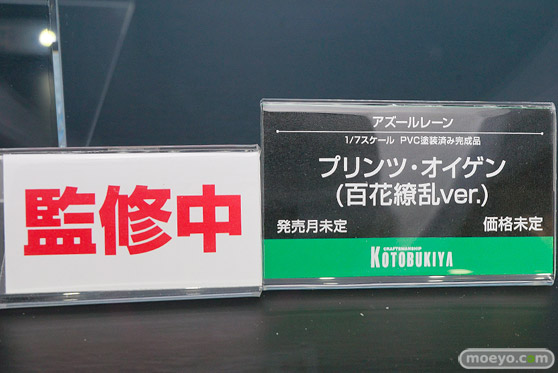 監修中
アズールレーン
1/7スケール PVC塗装済み完成品
プリンツ・オイゲン
(百花繚乱ver.)
発売月未定 価格未定
CRAFTSMANSHIP
KOTOBUKIYA
moeyo.com